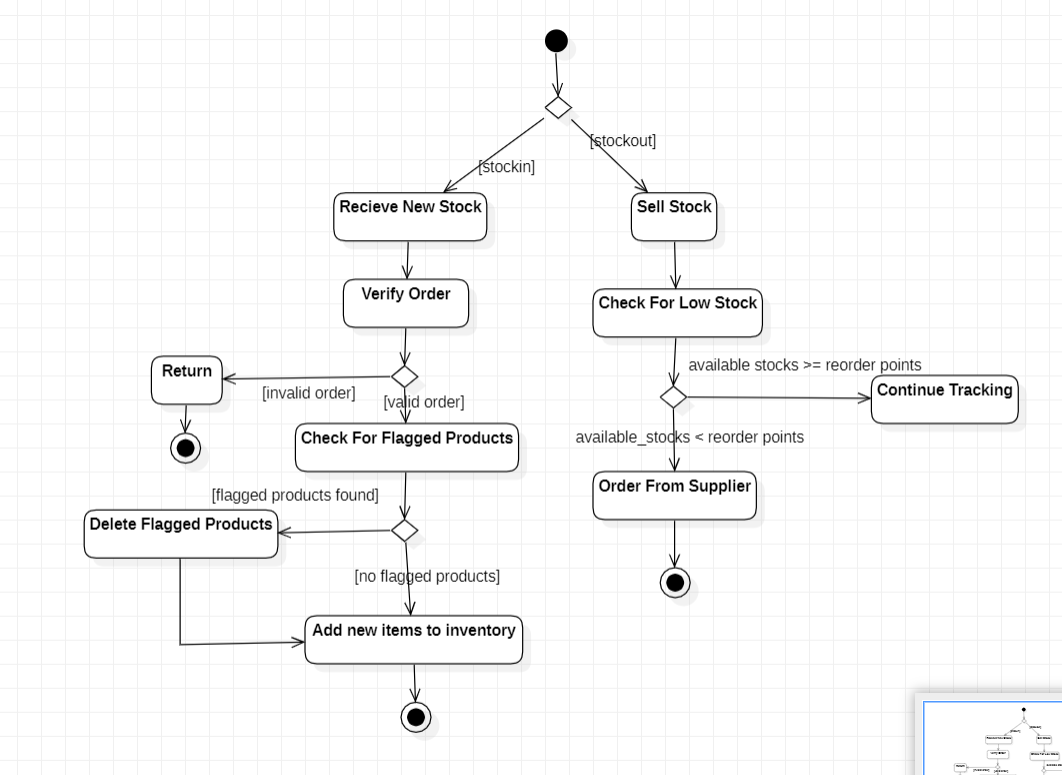 [stockout]
[stockin]
Recieve New Stock
Sell Stock
Verify Order
Check For Low Stock
Return
available stocks >= reorder points
[invalid order]
[valid order]
Continue Tracking
Check For Flagged Products
available_stocks < reorder points
[flagged products found]
Order From Supplier
Delete Flagged Products
[no flagged products]
Add new items to inventory